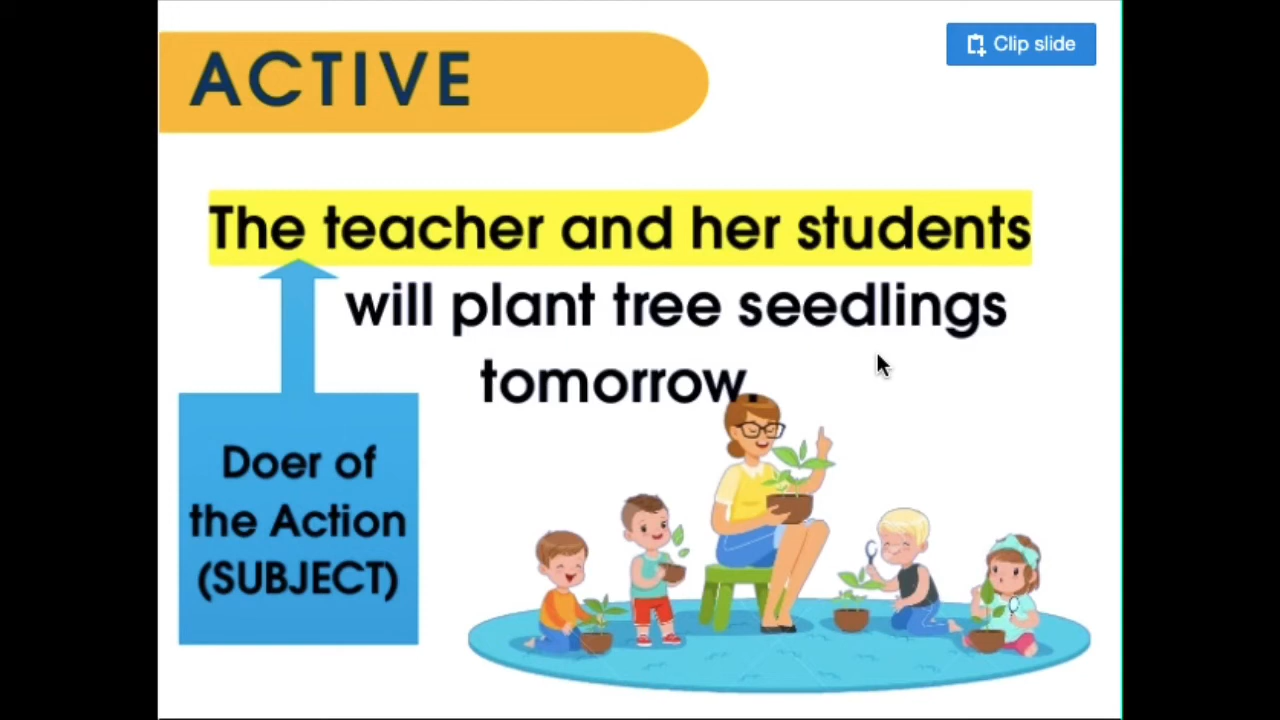 ACTIVE
Clip slide
The teacher and her students
will plant tree seedlings
tomorrow.
Doer of
the Action
(SUBJECT)